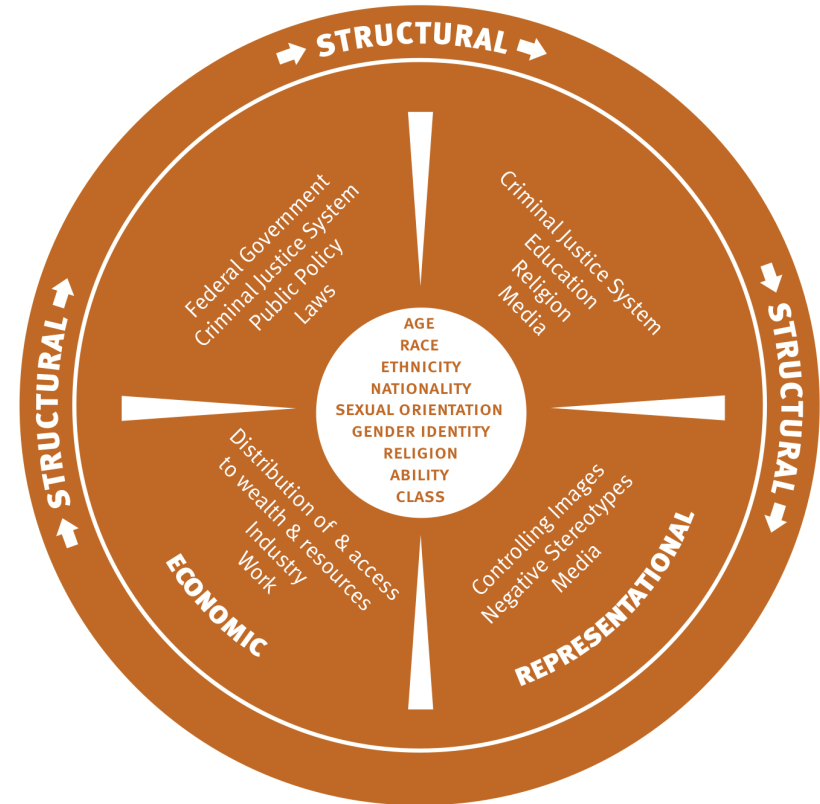 STRUCTURAL
Federal Government
Criminal Justice System
Public Policy
Laws
Criminal Justice System
Education
Religion
Media
STRUCTURAL
AGE
RACE
ETHNICITY
NATIONALITY
SEXUAL ORIENTATION
GENDER IDENTITY
RELIGION
ABILITY
CLASS
STRUCTURAL
Distribution of & access
to wealth & resources
Industry
Work
ECONOMIC
Controlling Images
Negative Stereotypes
Media
REPRESENTATIONAL